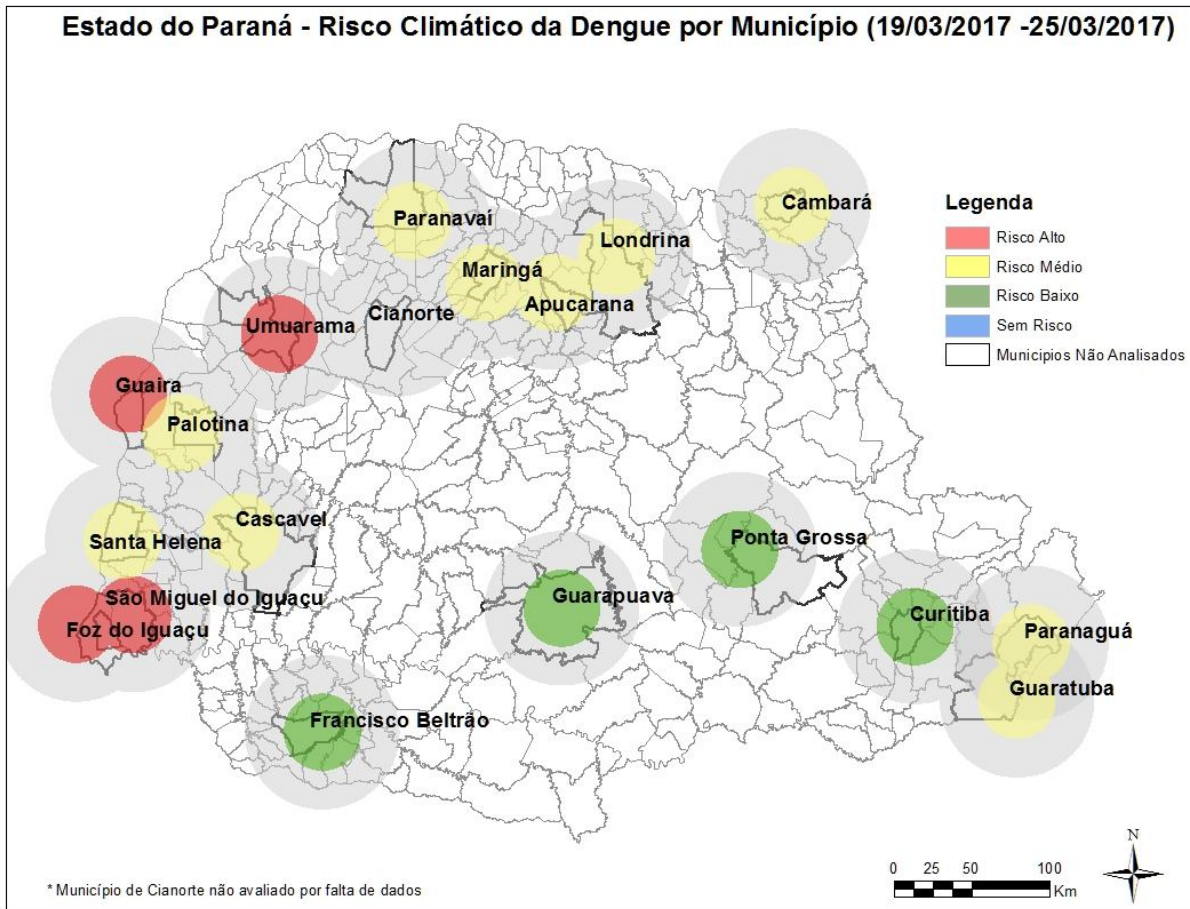 Estado do Paraná - Risco Climático da Dengue por Município (19/03/2017 -25/03/2017)
Cambará
Paranavaí
Londrina
Maringá
Apucarana
Cianorte
Umuarama
Guaira
Palotina
Cascavel
Santa Helena
São Miguel do Iguaçu
Foz do Iguaçu
Ponta Grossa
Guarapuava
Curitiba
Paranaguá
Guaratuba
Francisco Beltrão
Legenda
Risco Alto
Risco Médio
Risco Baixo
Sem Risco
Municipios Não Analisados
N
0 25 50 100
Km
* Município de Cianorte não avaliado por falta de dados